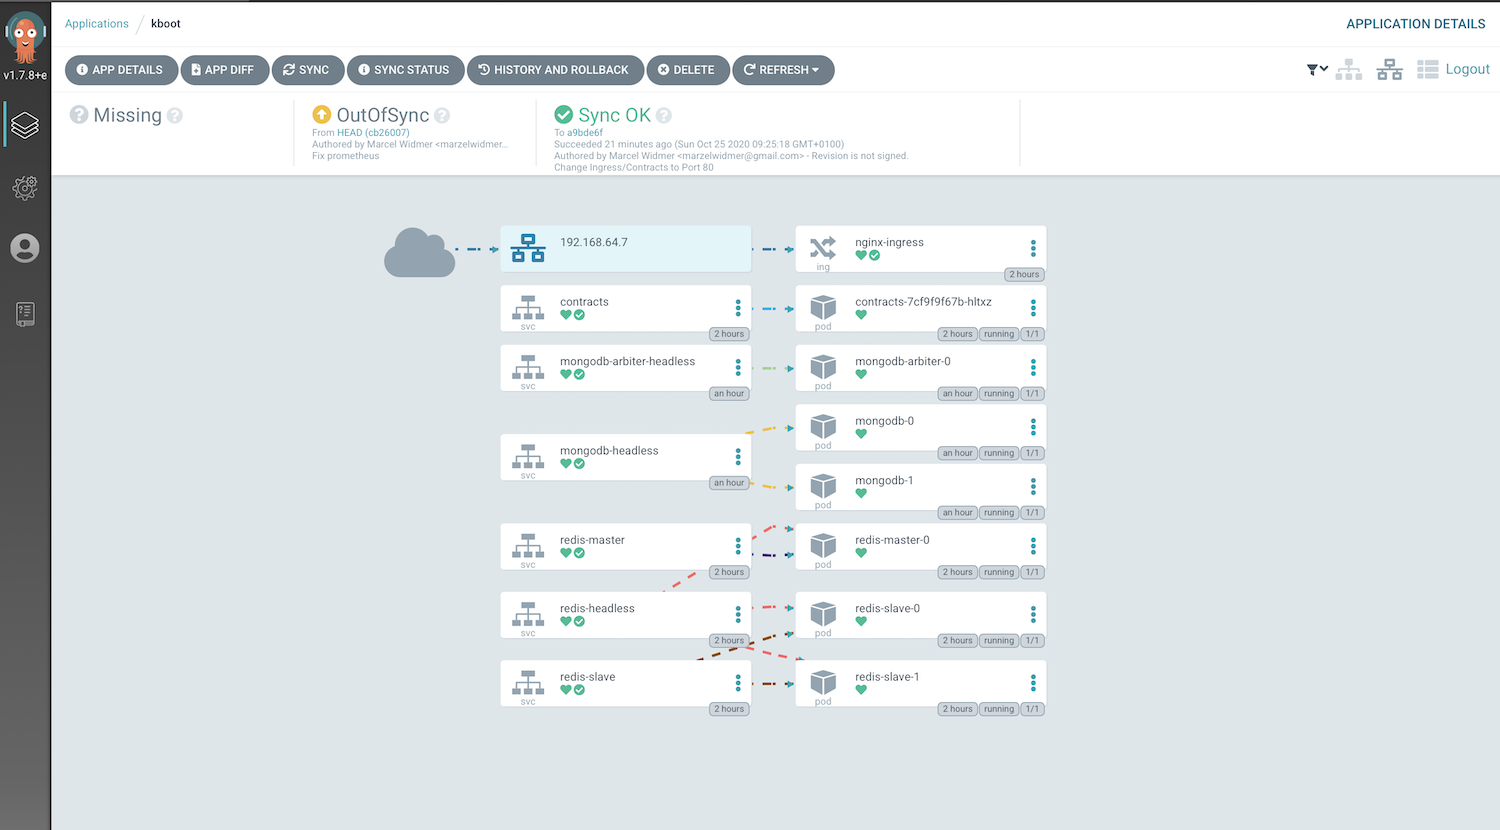 Applications / kboot
APPLICATION DETAILS
v1.7.8+e
APP DETAILS
APP DIFF
SYNC
SYNC STATUS
HISTORY AND ROLLBACK
DELETE
REFRESH
Logout
Missing
OutOfSync
From HEAD (cb26007)
Authored by Marcel Widmer <marzelwidmer...
Fix prometheus
Sync OK
To a9bde6f
Succeeded 21 minutes ago (Sun Oct 25 2020 09:25:18 GMT+0100)
Authored by Marcel Widmer <marzelwidmer@gmail.com> - Revision is not signed.
Change Ingress/Contracts to Port 80
192.168.64.7
nginx-ingress
ing
2 hours
contracts
svc
2 hours
contracts-7cf9f9f67b-hltxz
pod
2 hours running 1/1
mongodb-arbiter-headless
svc
an hour
mongodb-arbiter-0
pod
an hour running 1/1
mongodb-0
pod
an hour running 1/1
mongodb-headless
svc
an hour
mongodb-1
pod
an hour running 1/1
redis-master
svc
2 hours
redis-master-0
pod
2 hours running 1/1
redis-headless
svc
2 hours
redis-slave-0
pod
2 hours running 1/1
redis-slave
svc
2 hours
redis-slave-1
pod
2 hours running 1/1